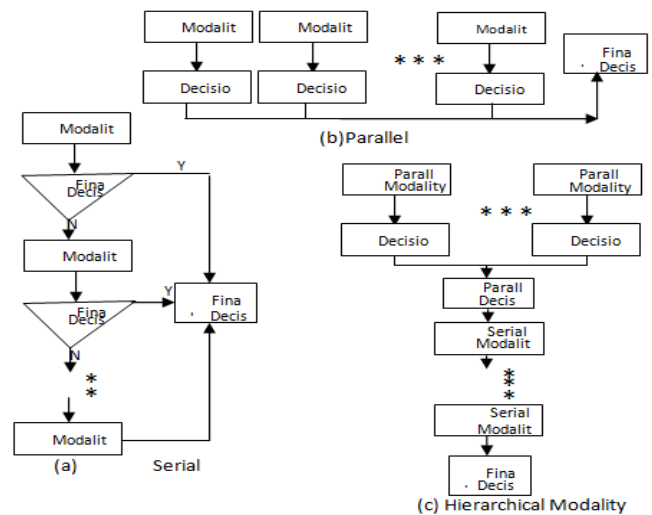 Modalit
Decisio
Modalit
Decisio
* * *
Modalit
Decisio
Fina
. Decis
(b)Parallel
Modalit
Fina
Decis
Y
N
Modalit
Fina
Decis
Y
N
*
*
Modalit
Fina
. Decis
(a) Serial
Parall
Modality
Decisio
* * *
Parall
Modality
Decisio
Parall
Decis
Serial
Modalit
*
*
*
Serial
Modalit
Fina
. Decis
(c) Hierarchical Modality